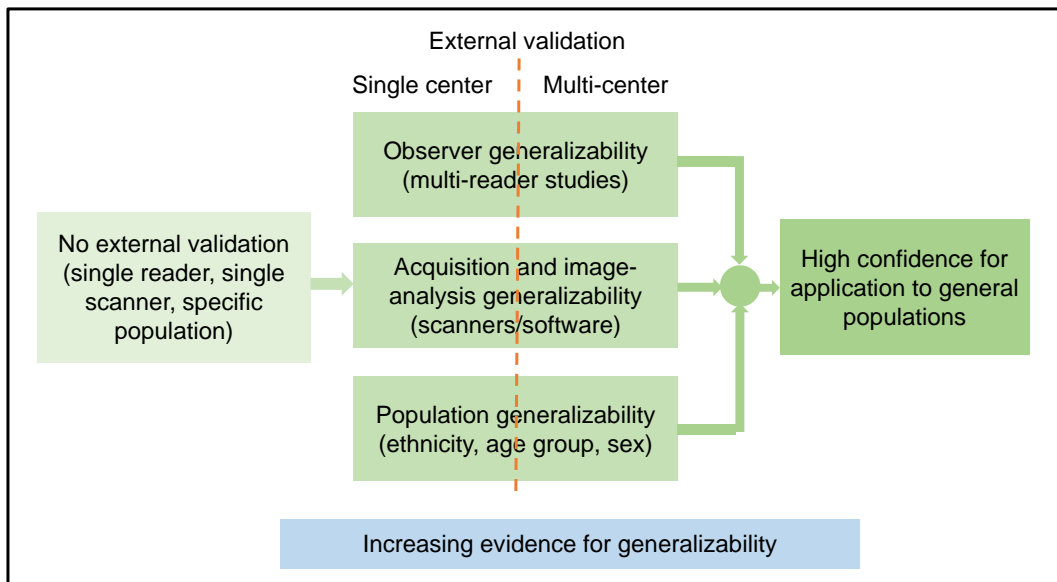 External validation
Single center
Multi-center
Observer generalizability
(multi-reader studies)
No external validation
(single reader, single
scanner, specific
population)
Acquisition and image-
analysis generalizability
(scanners/software)
High confidence for
application to general
populations
Population generalizability
(ethnicity, age group, sex)
Increasing evidence for generalizability